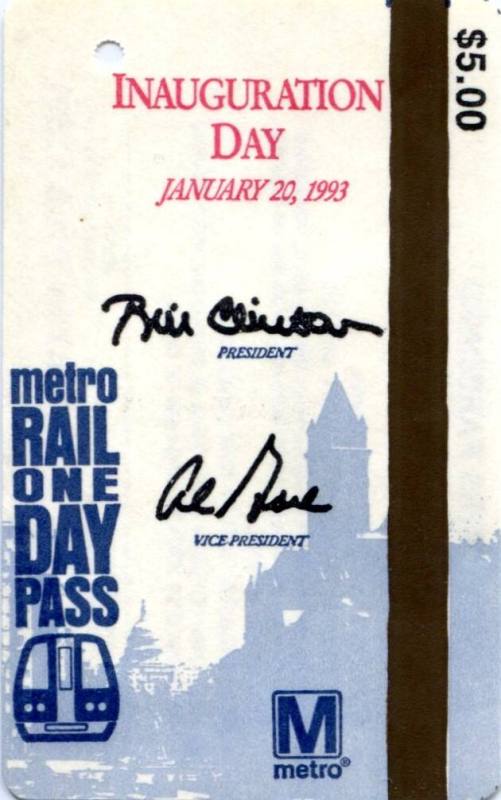 INAUGURATION
DAY
JANUARY 20, 1993
$5.00
Bill Clinton
PRESIDENT
metro
RAIL
ONE
DAY
PASS
Al Gore
VICE-PRESIDENT
M
metro®